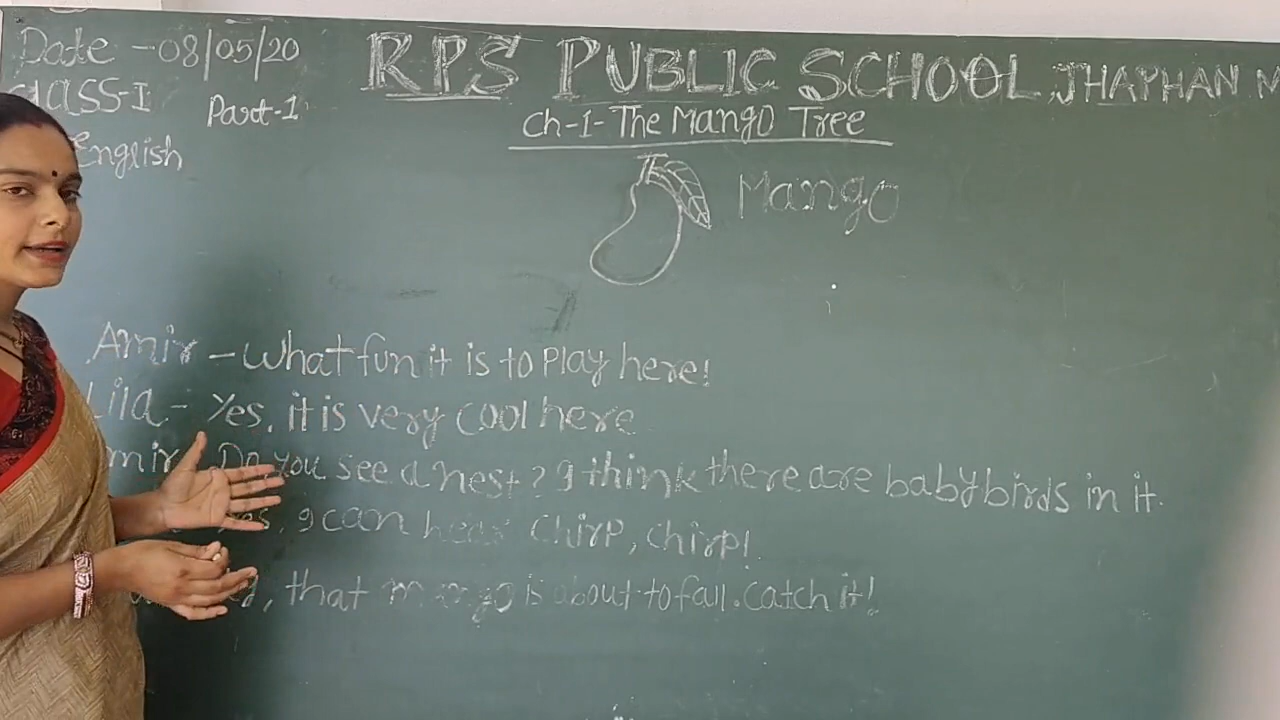 Date - 08/05/20
RPS PUBLIC SCHOOL, JHAPHAN
CLASS-I
Part-1
Ch-1-The Mango Tree
English
Mango
Amir - What fun it is to Play here!
Lila - Yes, it is very cool here
Do you see a nest? I think there are baby birds in it.
I can hear Chirp, chirp!
, that mango is about to fall. Catch it!